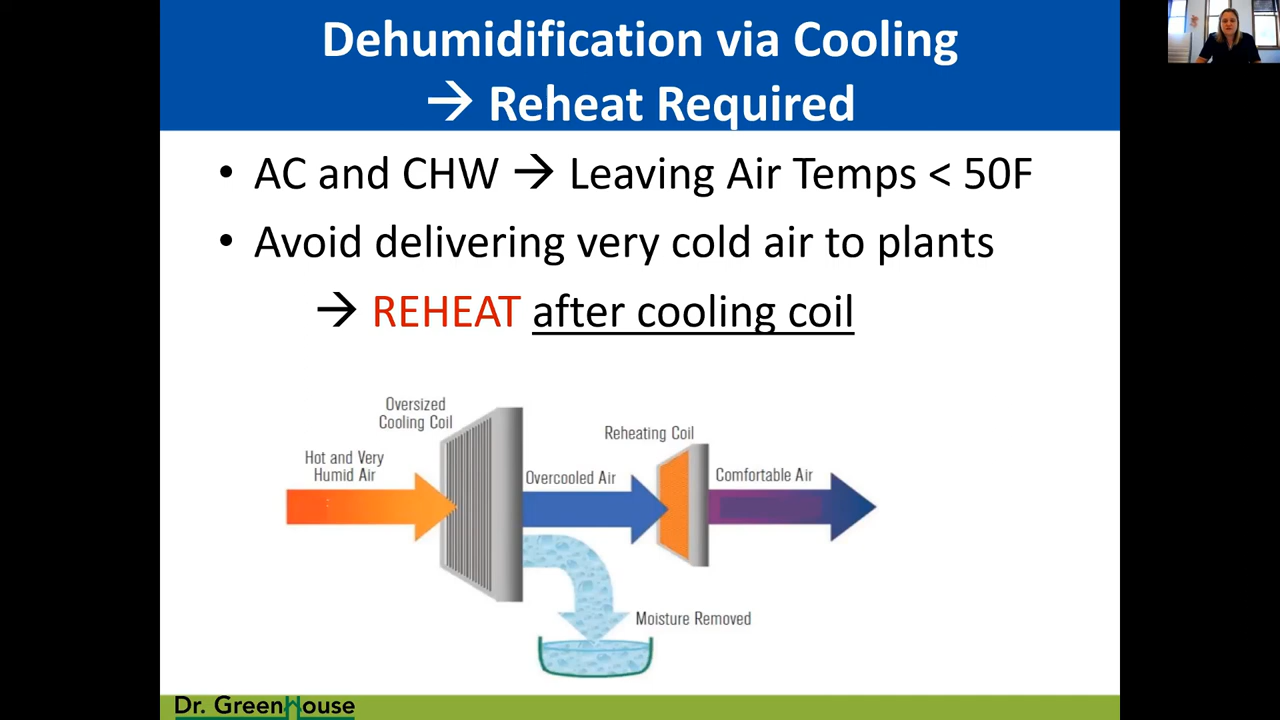 Dehumidification via Cooling
→ Reheat Required
• AC and CHW → Leaving Air Temps < 50F
• Avoid delivering very cold air to plants
→ REHEAT after cooling coil
Oversized
Cooling Coil
Hot and Very
Humid Air
Overcooled Air
Reheating Coil
Comfortable Air
Moisture Removed
Dr. GreenHouse